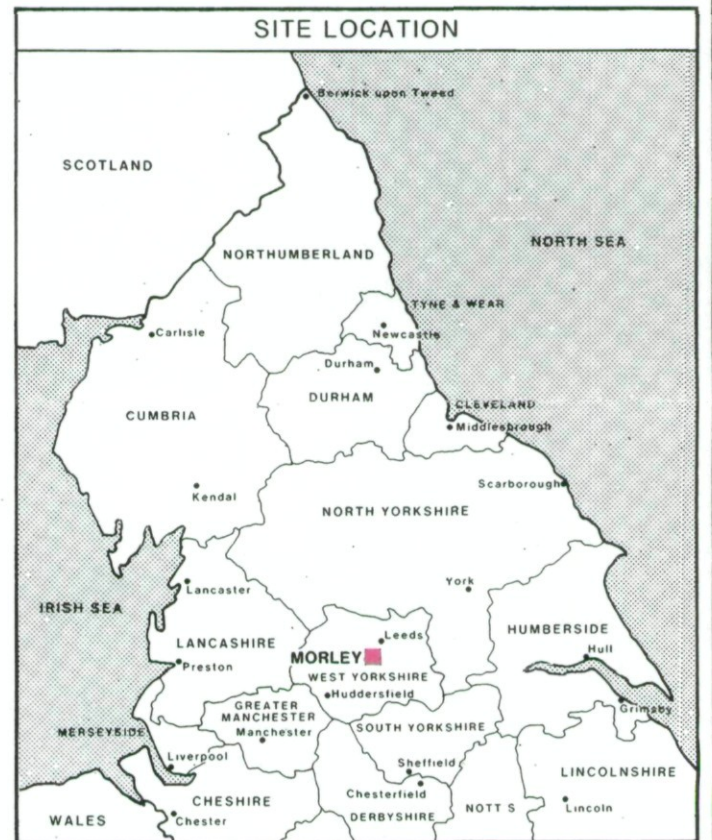 SITE LOCATION
Berwick upon Tweed
SCOTLAND
NORTH SEA
NORTHUMBERLAND
TYNE & WEAR
Carlisle
Newcastle
Durham
DURHAM
CLEVELAND
CUMBRIA
Middlesbrough
Kendal
Scarborough
NORTH YORKSHIRE
York
Lancaster
IRISH SEA
HUMBERSIDE
Leeds
LANCASHIRE
Hull
MORLEY
Preston
WEST YORKSHIRE
Huddersfield
GREATER
MANCHESTER
Grimsby
SOUTH YORKSHIRE
MERSEYSIDE
Manchester
Liverpool
Sheffield
LINCOLNSHIRE
Chesterfield
CHESHIRE
NOTT S
Lincoln
DERBYSHIRE
WALES
Chester